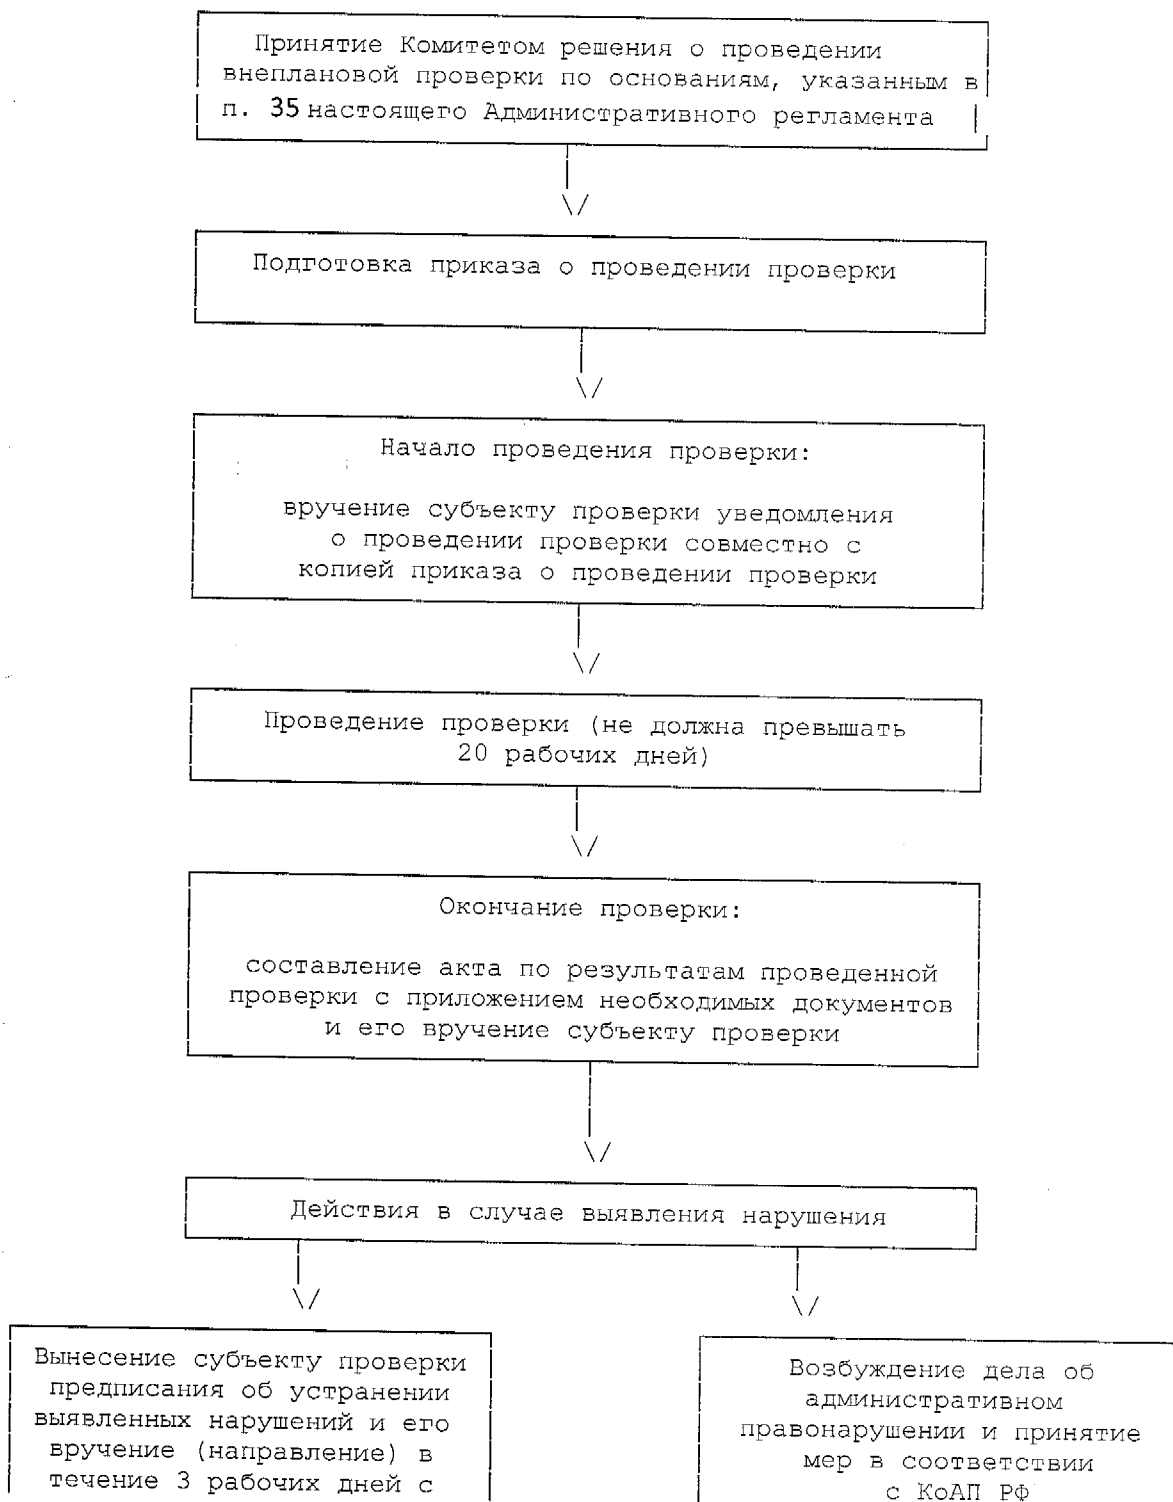 Принятие Комитетом решения о проведении
внеплановой проверки по основаниям, указанным в
п. 35 настоящего Административного регламента
Подготовка приказа о проведении проверки
Начало проведения проверки:
вручение субъекту проверки уведомления
о проведении проверки совместно с
копией приказа о проведении проверки
Проведение проверки (не должна превышать
20 рабочих дней)
Окончание проверки:
составление акта по результатам проведенной
проверки с приложением необходимых документов
и его вручение субъекту проверки
Действия в случае выявления нарушения
Вынесение субъекту проверки
предписания об устранении
выявленных нарушений и его
вручение (направление) в
течение 3 рабочих дней с
Возбуждение дела об
административном
правонарушении и принятие
мер в соответствии
с КоАП РФ